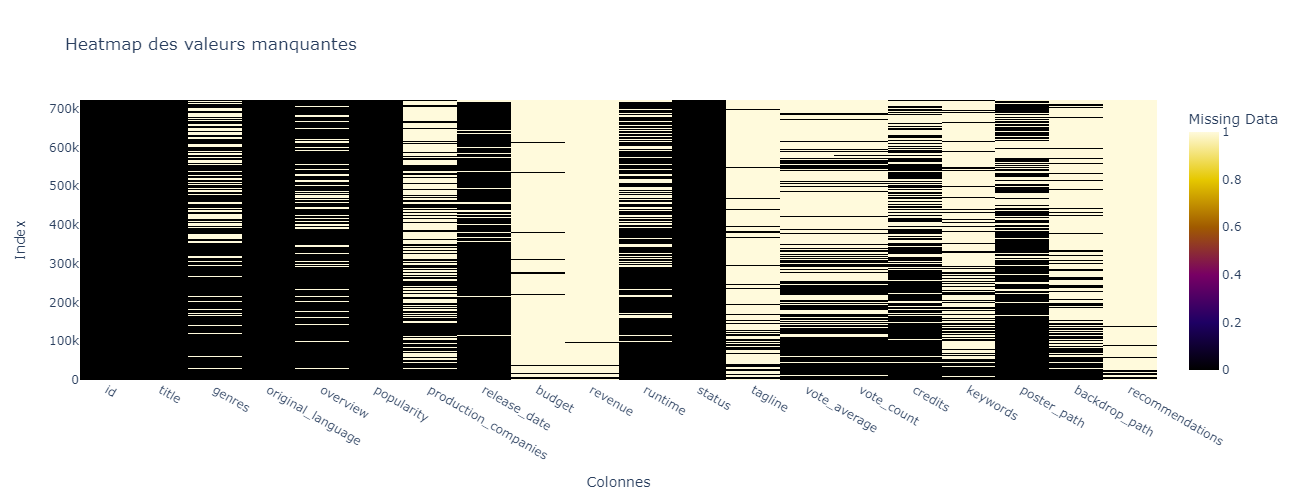 Heatmap des valeurs manquantes
Missing Data
1
0.8
0.6
0.4
0.2
0
Index
700k
600k
500k
400k
300k
200k
100k
0
id
title
genres
original_language
overview
popularity
production_companies
release_date
budget
revenue
runtime
status
tagline
vote_average
vote_count
credits
keywords
poster_path
backdrop_path
recommendations
Colonnes